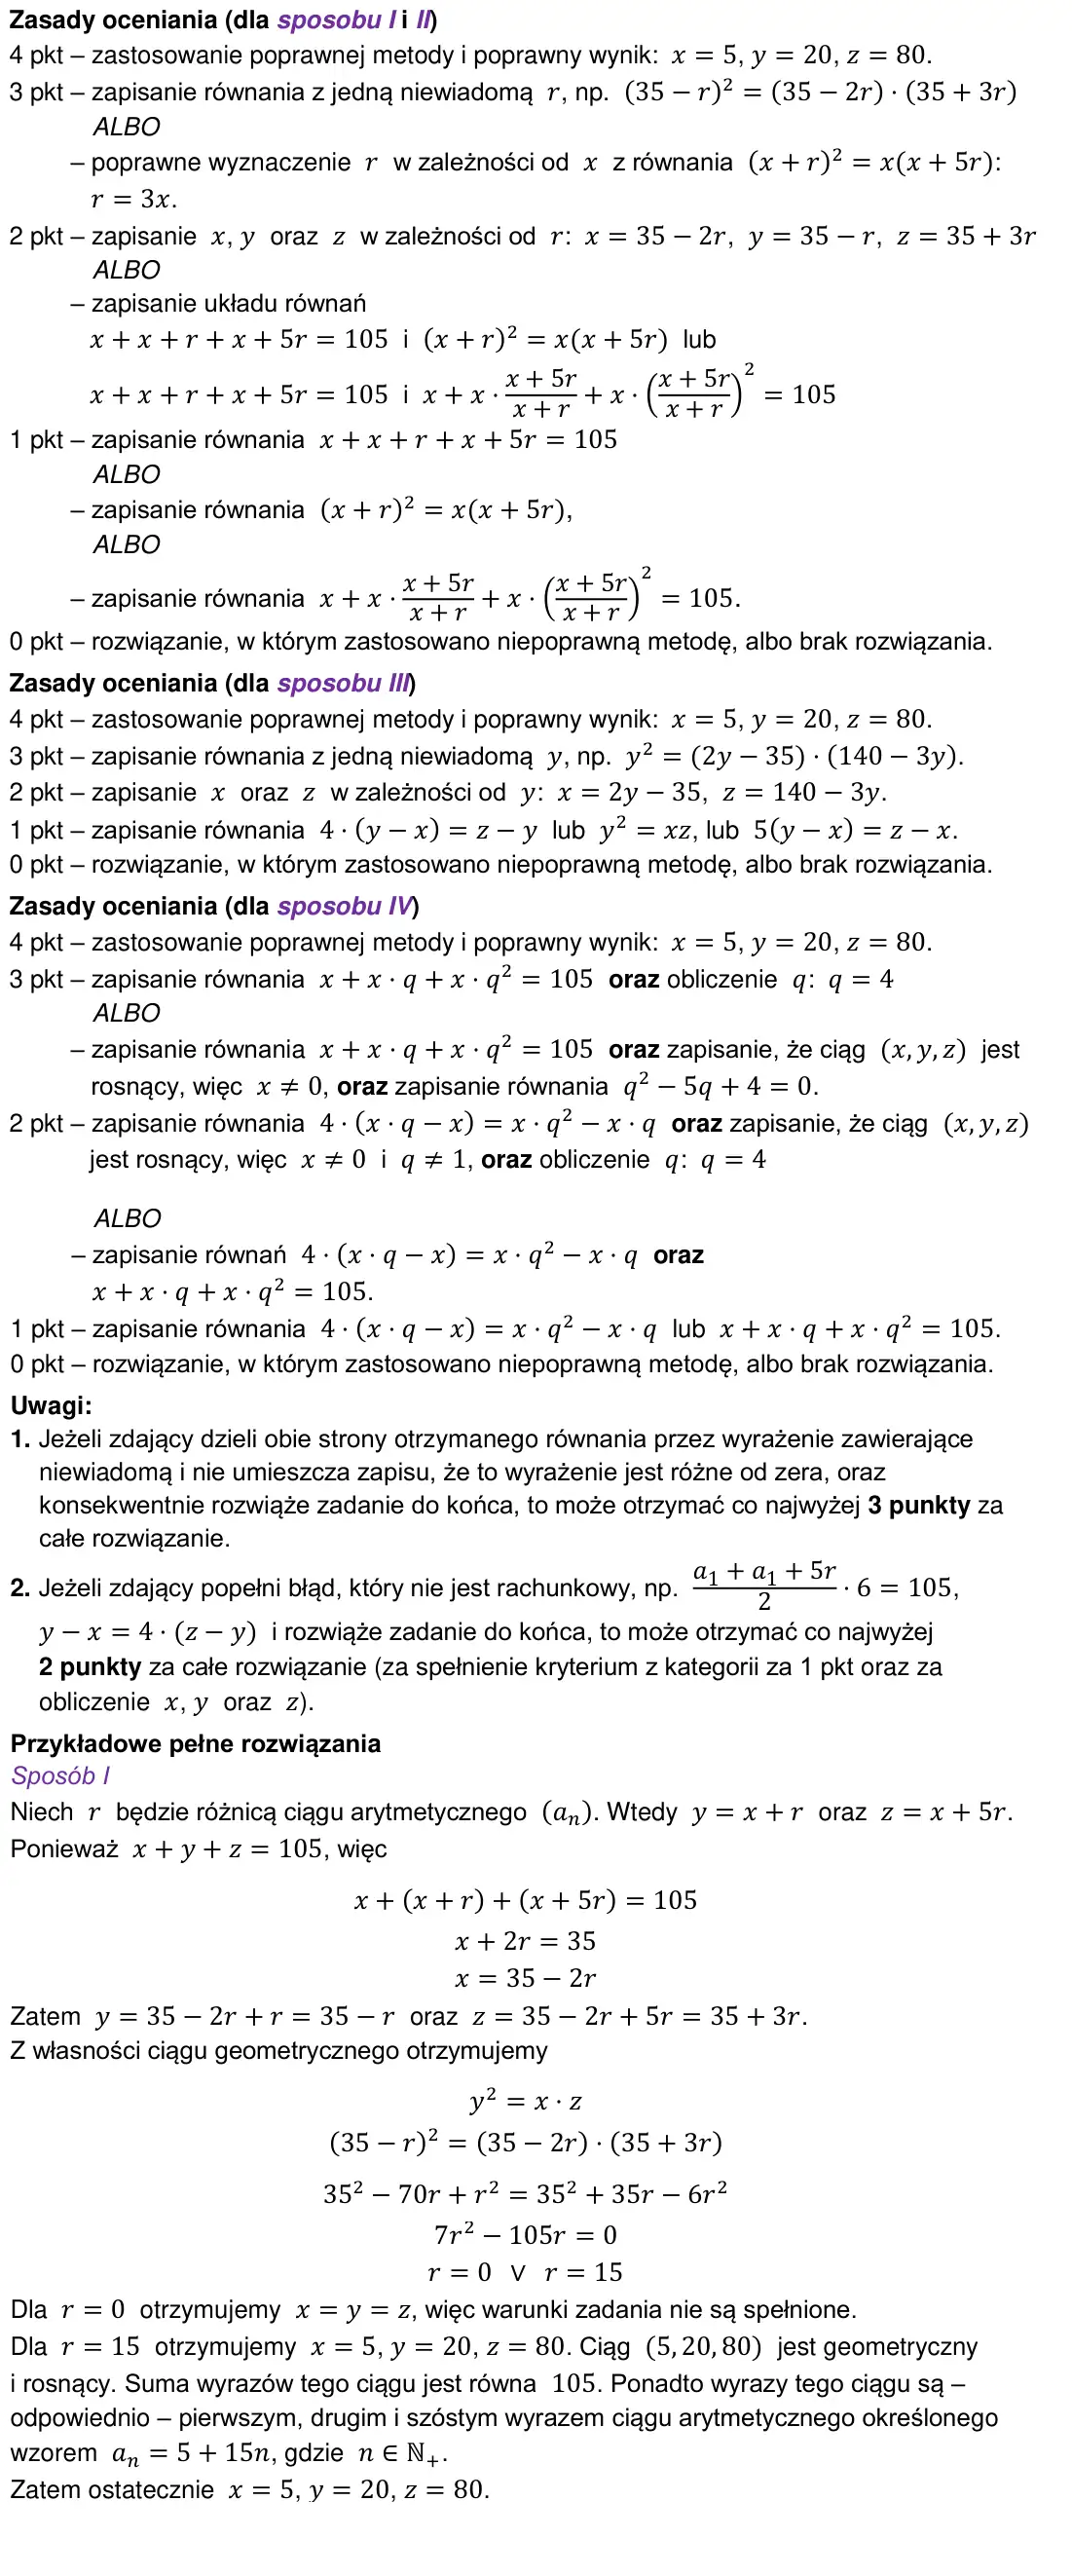 Zasady oceniania (dla sposobu I i II)
4 pkt – zastosowanie poprawnej metody i poprawny wynik: x = 5, y = 20, z = 80.
3 pkt – zapisanie równania z jedną niewiadomą r, np. (35 − r)² = (35 − 2r) · (35 + 3r)
ALBO
– poprawne wyznaczenie r w zależności od x z równania (x + r)² = x(x + 5r):
r = 3x.
2 pkt – zapisanie x, y oraz z w zależności od r: x = 35 − 2r, y = 35 − r, z = 35 + 3r
ALBO
– zapisanie układu równań
x + x + r + x + 5r = 105 i (x + r)² = x(x + 5r) lub
x + x + r + x + 5r = 105 i x + x · (x + 5r)/(x + r) + x · ((x + 5r)/(x + r))² = 105
1 pkt – zapisanie równania x + x + r + x + 5r = 105
ALBO
– zapisanie równania (x + r)² = x(x + 5r),
ALBO
– zapisanie równania x + x · (x + 5r)/(x + r) + x · ((x + 5r)/(x + r))² = 105.
0 pkt – rozwiązanie, w którym zastosowano niepoprawną metodę, albo brak rozwiązania.
Zasady oceniania (dla sposobu III)
4 pkt – zastosowanie poprawnej metody i poprawny wynik: x = 5, y = 20, z = 80.
3 pkt – zapisanie równania z jedną niewiadomą y, np. y² = (2y − 35) · (140 − 3y).
2 pkt – zapisanie x oraz z w zależności od y: x = 2y − 35, z = 140 − 3y.
1 pkt – zapisanie równania 4 · (y − x) = z − y lub y² = xz, lub 5(y − x) = z − x.
0 pkt – rozwiązanie, w którym zastosowano niepoprawną metodę, albo brak rozwiązania.
Zasady oceniania (dla sposobu IV)
4 pkt – zastosowanie poprawnej metody i poprawny wynik: x = 5, y = 20, z = 80.
3 pkt – zapisanie równania x + x · q + x · q² = 105 oraz obliczenie q: q = 4
ALBO
– zapisanie równania x + x · q + x · q² = 105 oraz zapisanie, że ciąg (x, y, z) jest
rosnący, więc x ≠ 0, oraz zapisanie równania q² − 5q + 4 = 0.
2 pkt – zapisanie równania 4 · (x · q − x) = x · q² − x · q oraz zapisanie, że ciąg (x, y, z)
jest rosnący, więc x ≠ 0 i q ≠ 1, oraz obliczenie q: q = 4
ALBO
– zapisanie równań 4 · (x · q − x) = x · q² − x · q oraz
x + x · q + x · q² = 105.
1 pkt – zapisanie równania 4 · (x · q − x) = x · q² − x · q lub x + x · q + x · q² = 105.
0 pkt – rozwiązanie, w którym zastosowano niepoprawną metodę, albo brak rozwiązania.
Uwagi:
1. Jeżeli zdający dzieli obie strony otrzymanego równania przez wyrażenie zawierające
niewiadomą i nie umieszcza zapisu, że to wyrażenie jest różne od zera, oraz
konsekwentnie rozwiąże zadanie do końca, to może otrzymać co najwyżej 3 punkty za
całe rozwiązanie.
2. Jeżeli zdający popełni błąd, który nie jest rachunkowy, np. (a₁ + a₁ + 5r)/2 · 6 = 105,
y − x = 4 · (z − y) i rozwiąże zadanie do końca, to może otrzymać co najwyżej
2 punkty za całe rozwiązanie (za spełnienie kryterium z kategorii za 1 pkt oraz za
obliczenie x, y oraz z).
Przykładowe pełne rozwiązania
Sposób I
Niech r będzie różnicą ciągu arytmetycznego (aₙ). Wtedy y = x + r oraz z = x + 5r.
Ponieważ x + y + z = 105, więc
x + (x + r) + (x + 5r) = 105
x + 2r = 35
x = 35 − 2r
Zatem y = 35 − 2r + r = 35 − r oraz z = 35 − 2r + 5r = 35 + 3r.
Z własności ciągu geometrycznego otrzymujemy
y² = x · z
(35 − r)² = (35 − 2r) · (35 + 3r)
35² − 70r + r² = 35² + 35r − 6r²
7r² − 105r = 0
r = 0 ∨ r = 15
Dla r = 0 otrzymujemy x = y = z, więc warunki zadania nie są spełnione.
Dla r = 15 otrzymujemy x = 5, y = 20, z = 80. Ciąg (5, 20, 80) jest geometryczny
i rosnący. Suma wyrazów tego ciągu jest równa 105. Ponadto wyrazy tego ciągu są –
odpowiednio – pierwszym, drugim i szóstym wyrazem ciągu arytmetycznego określonego
wzorem aₙ = 5 + 15n, gdzie n ∈ ℕ₊.
Zatem ostatecznie x = 5, y = 20, z = 80.